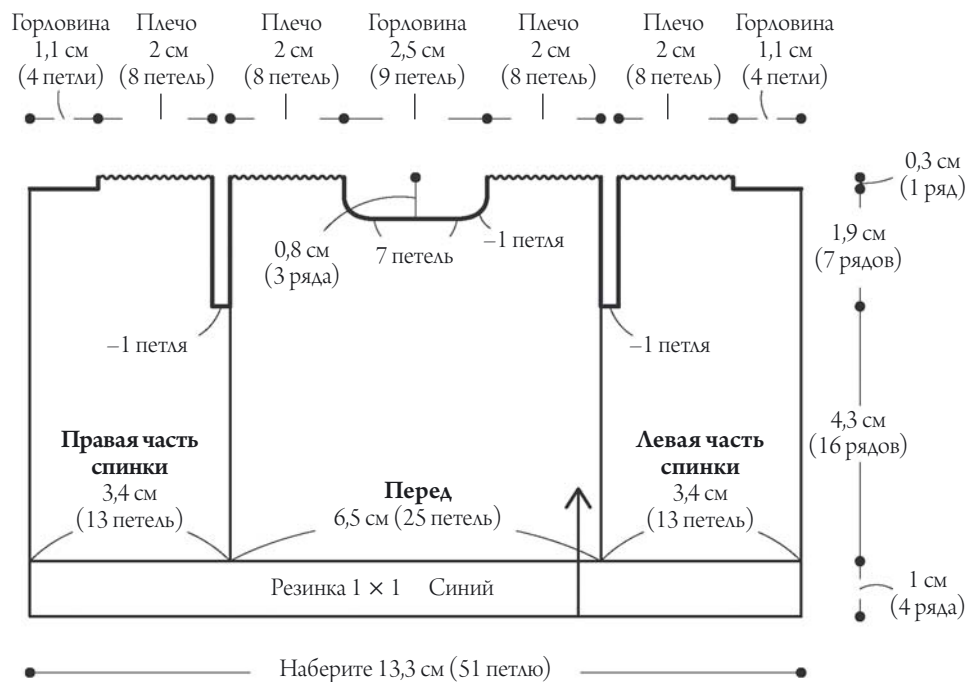 Горловина
1,1 см
(4 петли)
Плечо
2 см
(8 петель)
Плечо
2 см
(8 петель)
Горловина
2,5 см
(9 петель)
Плечо
2 см
(8 петель)
Плечо
2 см
(8 петель)
Горловина
1,1 см
(4 петли)
0,3 см
(1 ряд)
0,8 см
(3 ряда)
7 петель
–1 петля
1,9 см
(7 рядов)
–1 петля
–1 петля
Правая часть
спинки
3,4 см
(13 петель)
Перед
6,5 см (25 петель)
Левая часть
спинки
3,4 см
(13 петель)
4,3 см
(16 рядов)
Резинка 1 × 1 Синий
1 см
(4 ряда)
Наберите 13,3 см (51 петлю)